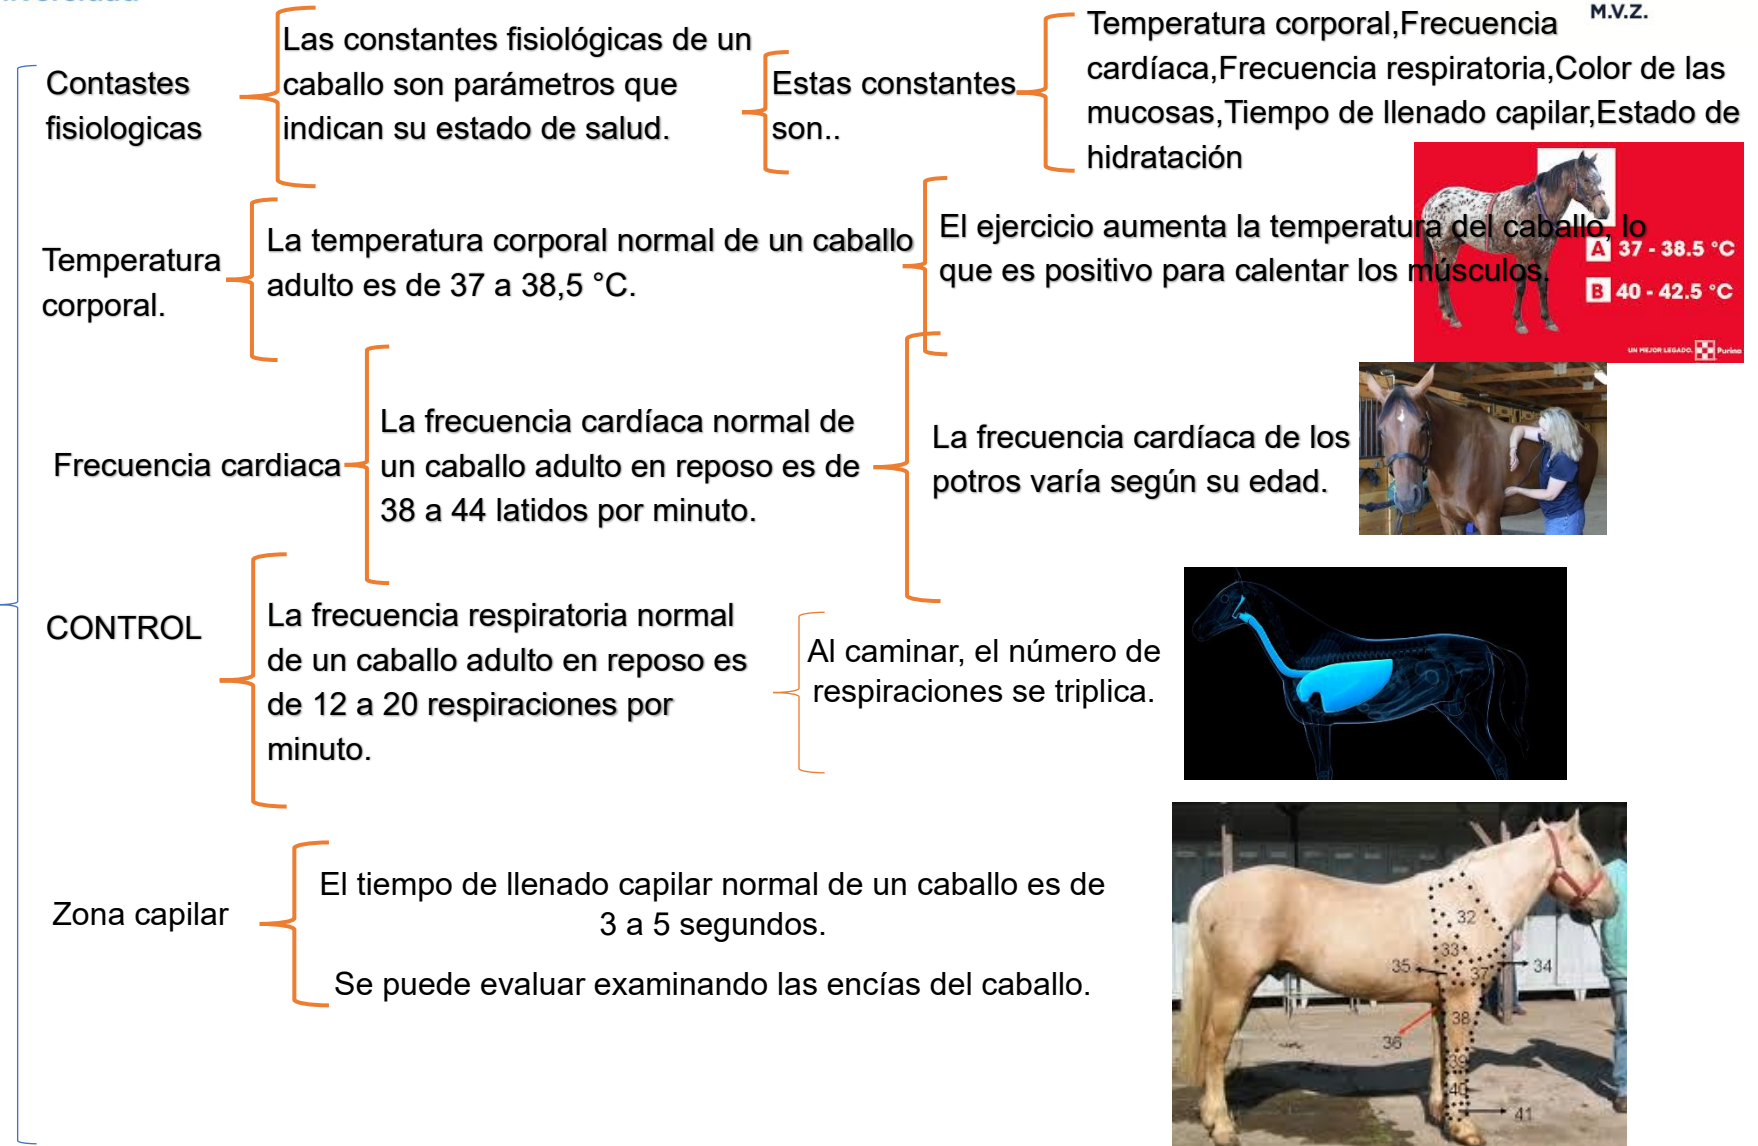 M.V.Z.
Contastes
fisiologicas
Las constantes fisiológicas de un
caballo son parámetros que
indican su estado de salud.
Estas constantes
son..
Temperatura corporal,Frecuencia
cardíaca,Frecuencia respiratoria,Color de las
mucosas,Tiempo de llenado capilar,Estado de
hidratación
Temperatura
corporal.
La temperatura corporal normal de un caballo
adulto es de 37 a 38,5 °C.
El ejercicio aumenta la temperatura del caballo, lo
que es positivo para calentar los músculos.
A 37 - 38.5 °C
B 40 - 42.5 °C
UN MEJOR LEGADO. Purina
Frecuencia cardiaca
La frecuencia cardíaca normal de
un caballo adulto en reposo es de
38 a 44 latidos por minuto.
La frecuencia cardíaca de los
potros varía según su edad.
CONTROL
La frecuencia respiratoria normal
de un caballo adulto en reposo es
de 12 a 20 respiraciones por
minuto.
Al caminar, el número de
respiraciones se triplica.
Zona capilar
El tiempo de llenado capilar normal de un caballo es de
3 a 5 segundos.
Se puede evaluar examinando las encías del caballo.
32
33
34
35
37
38
36
39
40
41